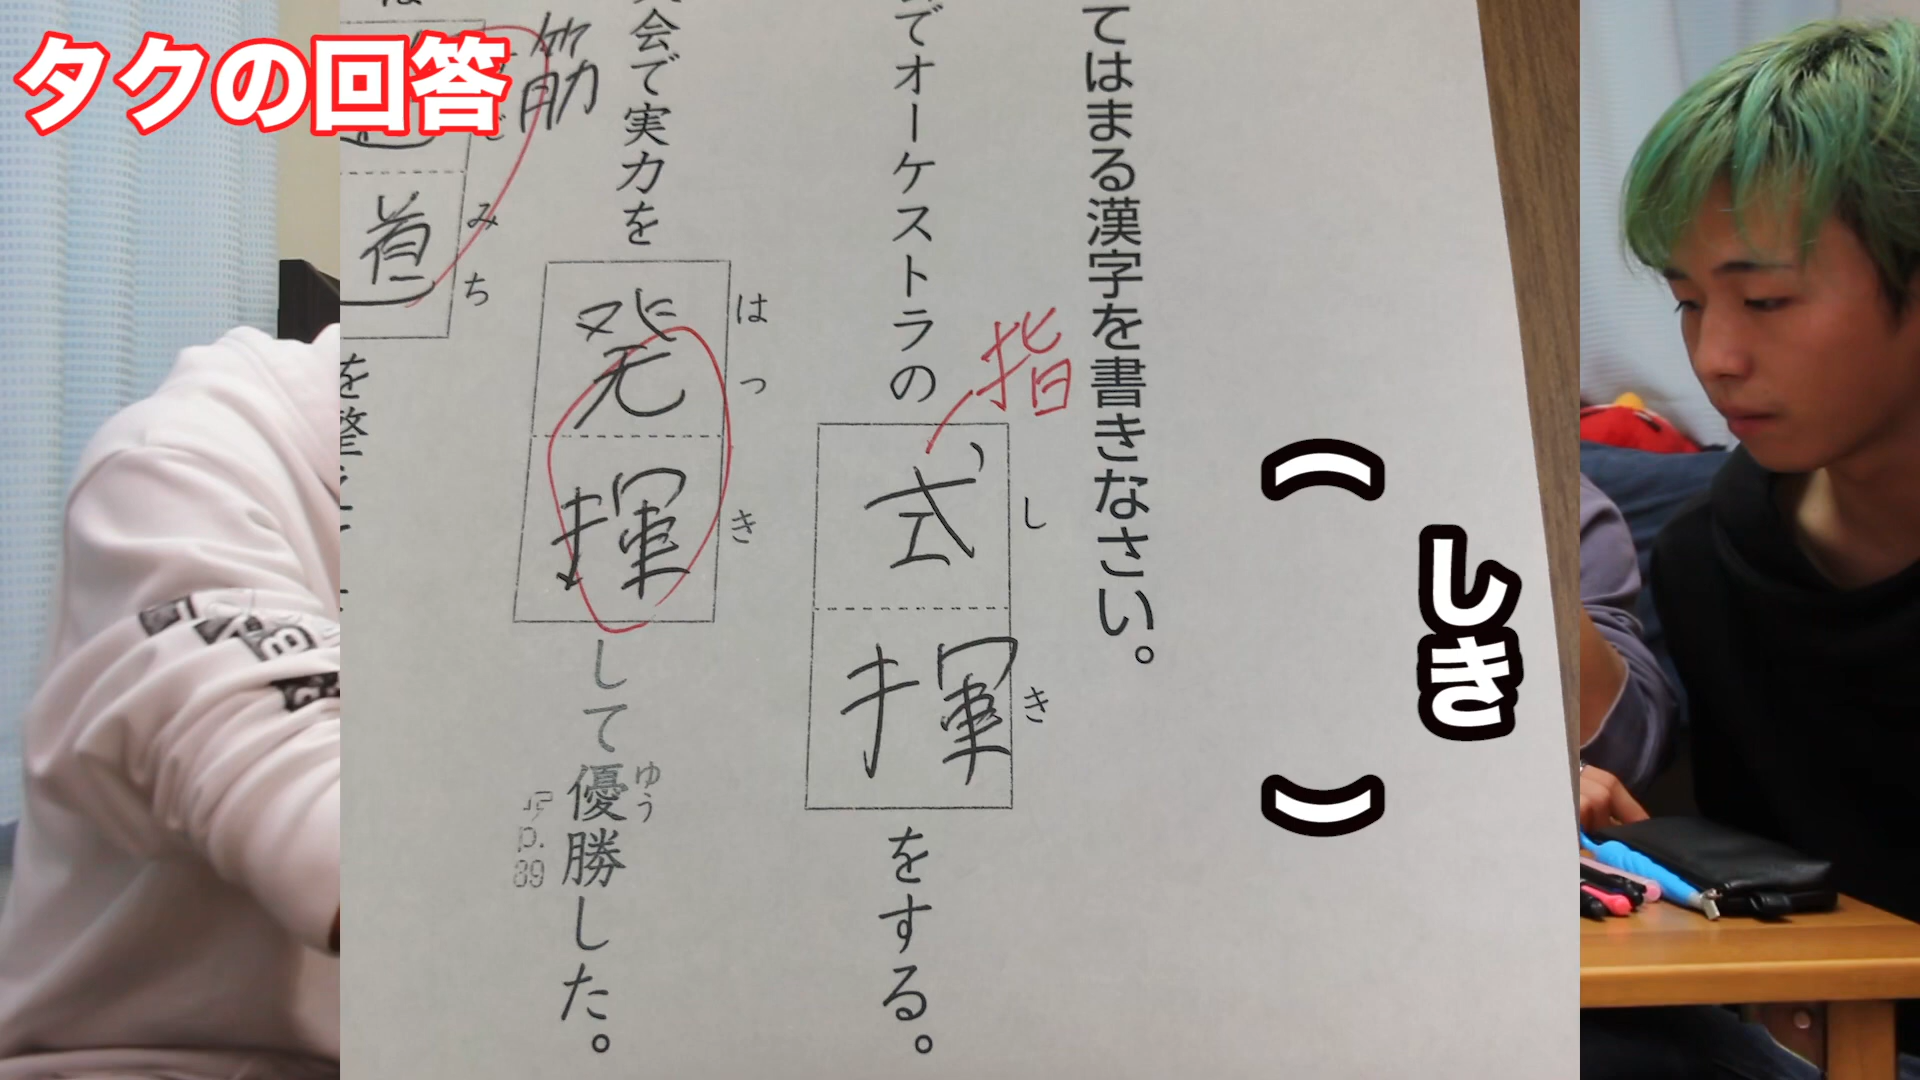 タクの回答
てはまる漢字を書きなさい。
でオーケストラの
式揮
しき
をする。
指
会で実力を
発揮
はっき
して優勝した。
ゆう
p.
89
筋
道
みち
を整え
(しき)